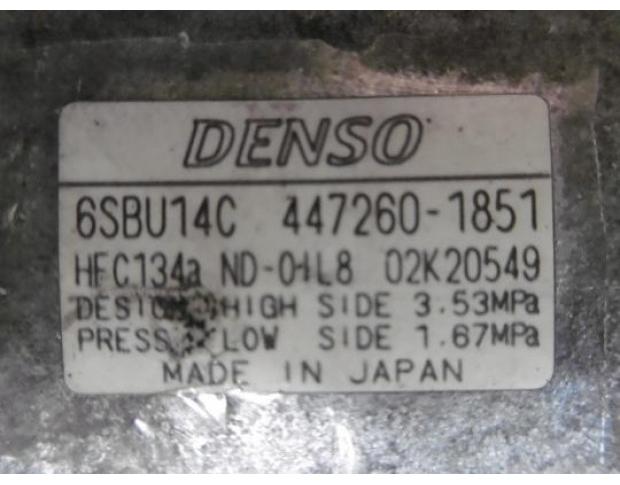 DENSO
6SBU14C 447260-1851
HFC134a ND-OIL8 02K20549
DESIGN HIGH SIDE 3.53MPa
PRESS. LOW SIDE 1.67MPa
MADE IN JAPAN